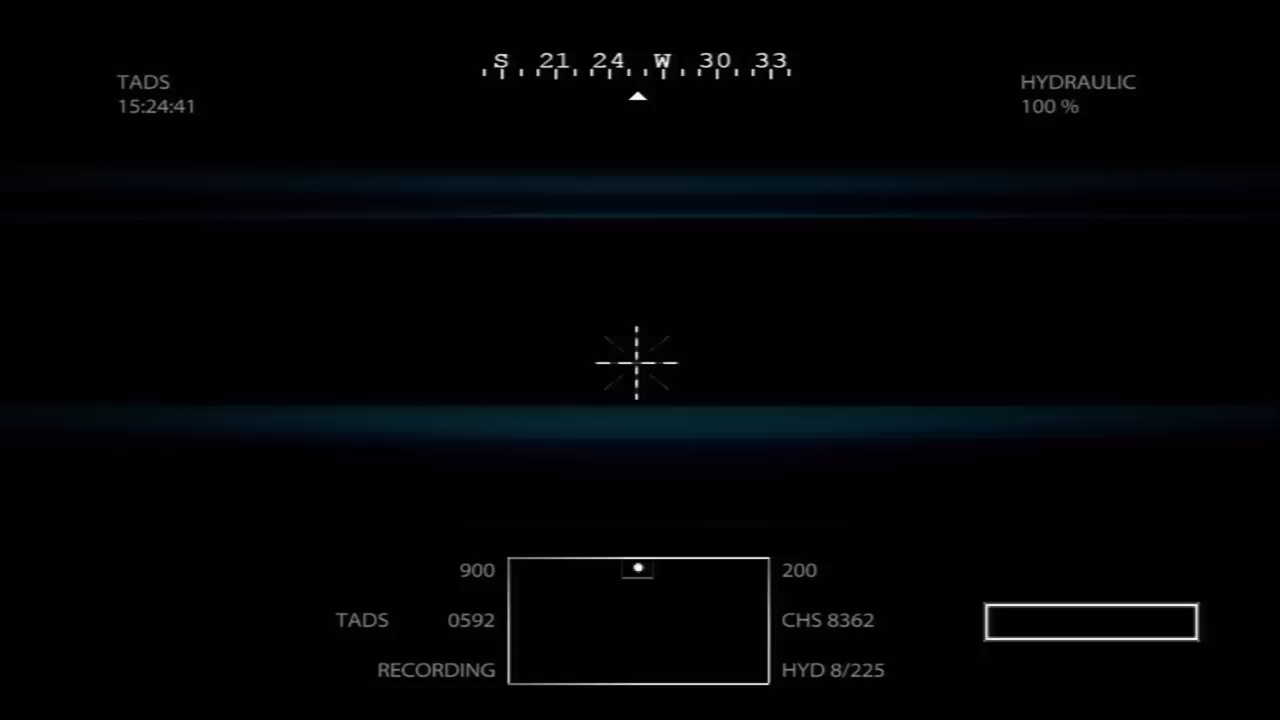 S 21 24 W 30 33
TADS
15:24:41
HYDRAULIC
100 %
900
200
TADS 0592
CHS 8362
RECORDING
HYD 8/225